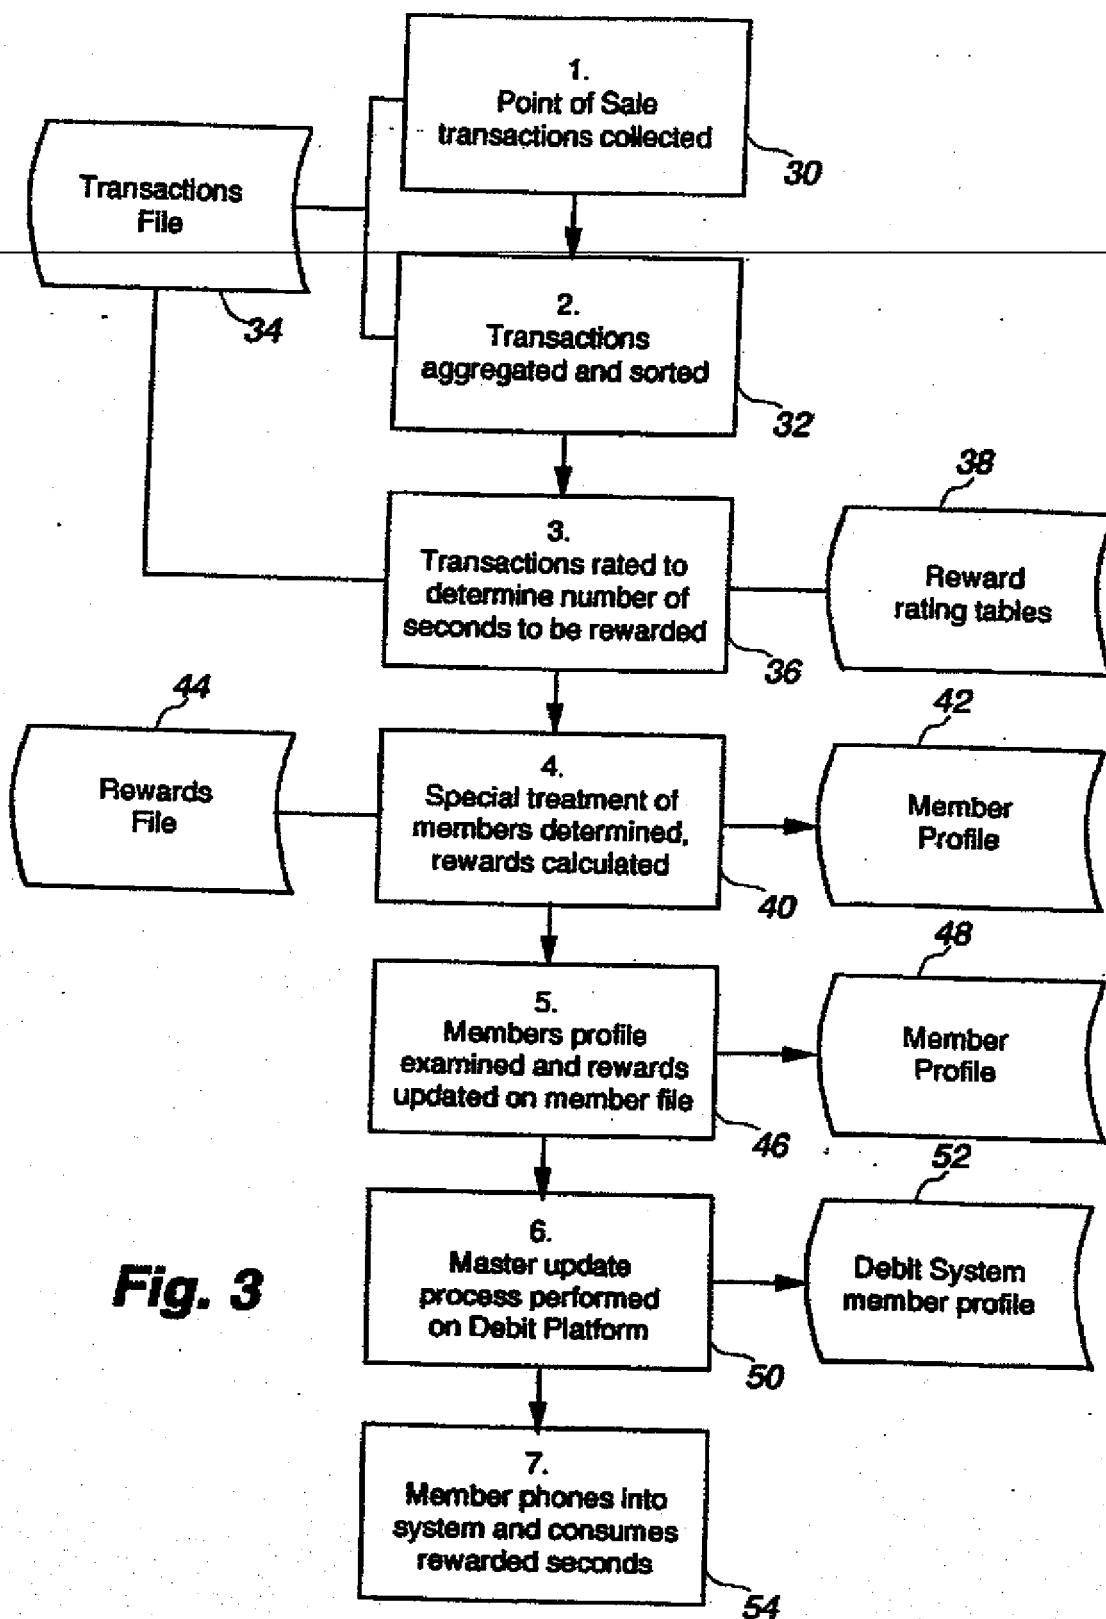 1.
Point of Sale
transactions collected
30
Transactions
File
34
2.
Transactions
aggregated and sorted
32
3.
Transactions rated to
determine number of
seconds to be rewarded
36
38
Reward
rating tables
44
Rewards
File
4.
Special treatment of
members determined,
rewards calculated
40
42
Member
Profile
5.
Members profile
examined and rewards
updated on member file
46
48
Member
Profile
6.
Master update
process performed
on Debit Platform
50
52
Debit System
member profile
Fig. 3
7.
Member phones into
system and consumes
rewarded seconds
54